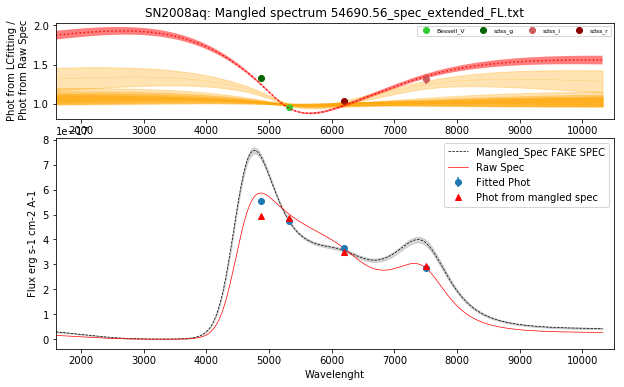 SN2008aq: Mangled spectrum 54690.56_spec_extended_FL.txt
Phot from LCfitting /
Phot from Raw Spec
2.0
1.5
1.0
Bessell_V sdss_g sdss_i sdss_r
2000 3000 4000 5000 6000 7000 8000 9000 10000
1e−17
Flux erg s-1 cm-2 A-1
8
7
6
5
4
3
2
1
0
Mangled_Spec FAKE SPEC
Raw Spec
Fitted Phot
Phot from mangled spec
2000 3000 4000 5000 6000 7000 8000 9000 10000
Wavelenght